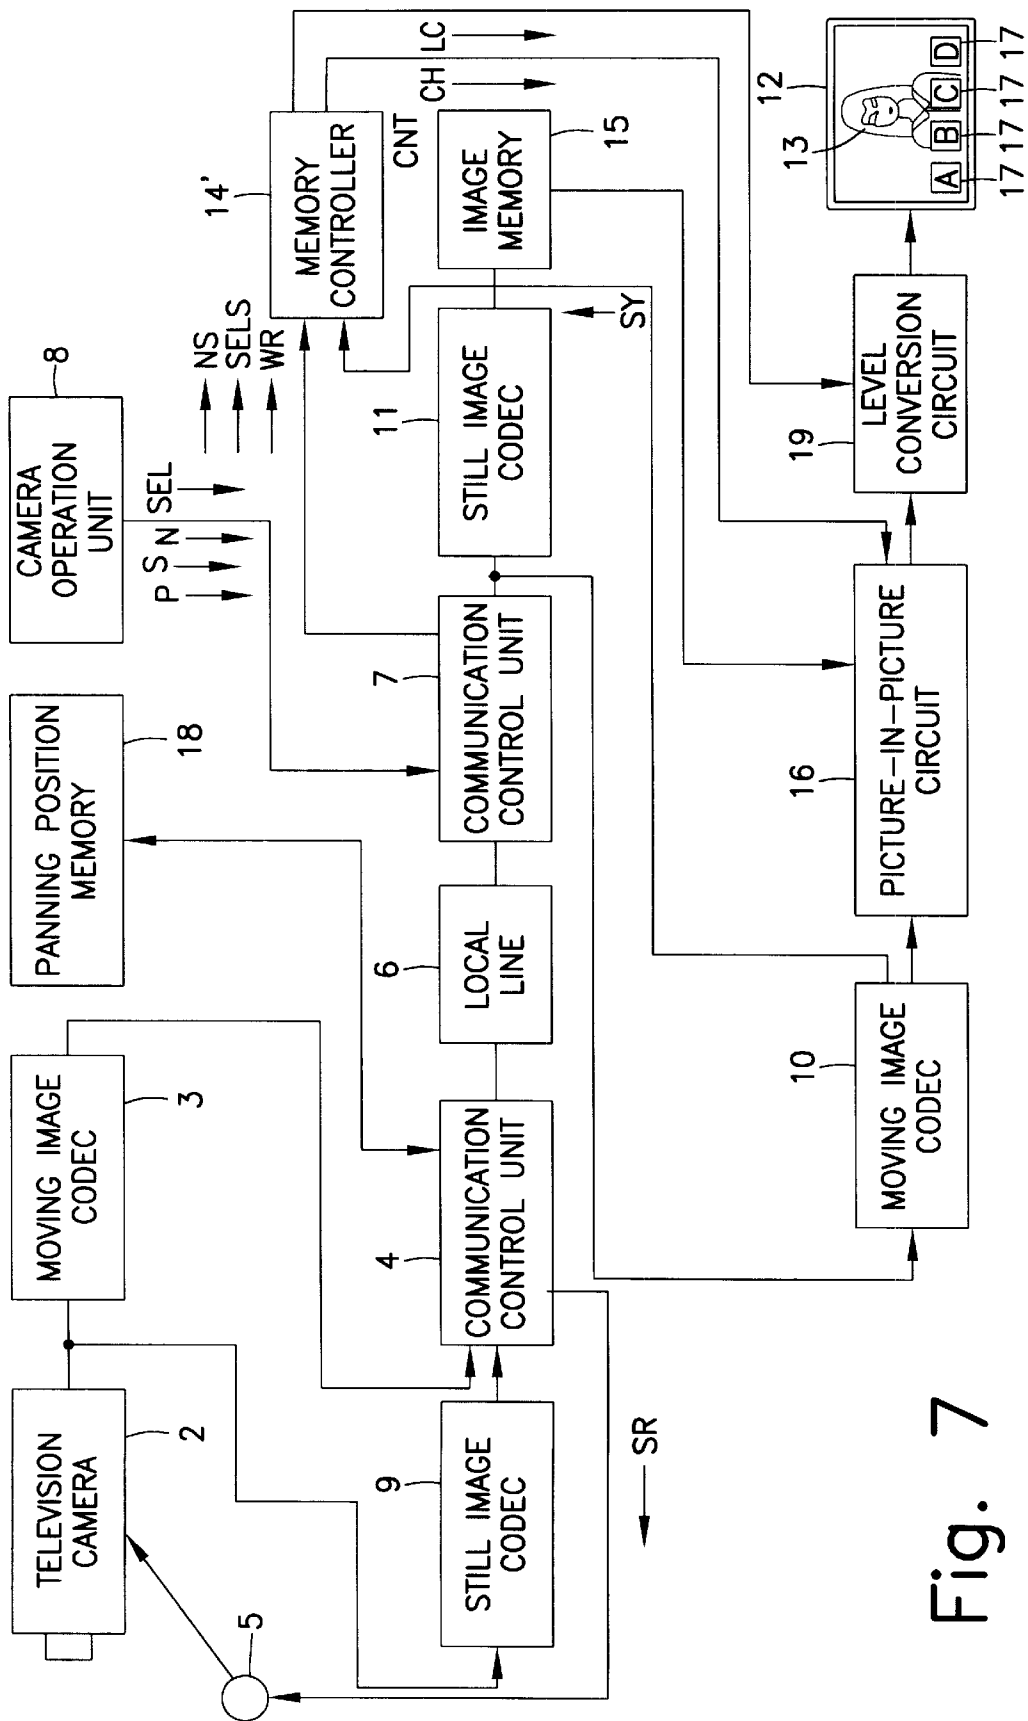 TELEVISION
CAMERA
2
MOVING IMAGE
CODEC
3
PANNING POSITION
MEMORY
18
CAMERA
OPERATION
UNIT
8
P
S
N
SEL
NS
SELS
WR
14'
MEMORY
CONTROLLER
CNT
CH
LC
5
9
STILL IMAGE
CODEC
4
COMMUNICATION
CONTROL UNIT
6
LOCAL
LINE
7
COMMUNICATION
CONTROL UNIT
11
STILL IMAGE
CODEC
IMAGE
MEMORY
15
SR
SY
10
MOVING IMAGE
CODEC
16
PICTURE-IN-PICTURE
CIRCUIT
19
LEVEL
CONVERSION
CIRCUIT
12
13
A
B
C
D
17
17
17
17
Fig. 7